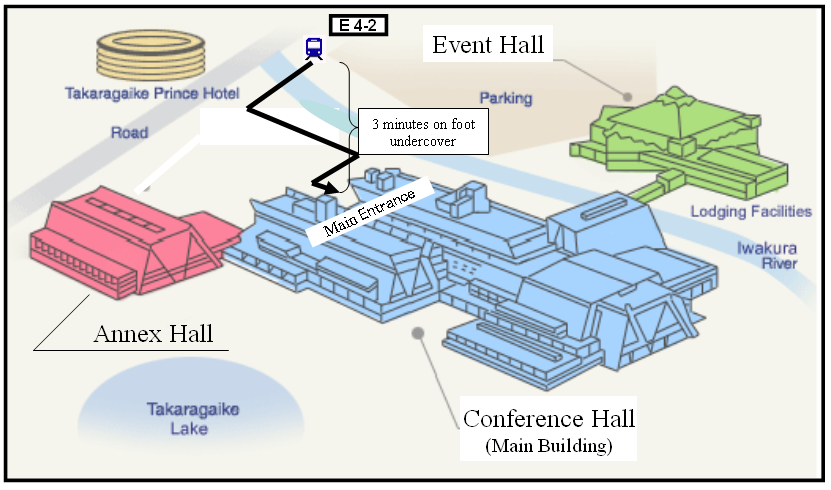 E 4-2
Event Hall
Takaragaike Prince Hotel
Parking
Road
3 minutes on foot
undercover
Main Entrance
Lodging Facilities
Iwakura
River
Annex Hall
Takaragaike
Lake
Conference Hall
(Main Building)